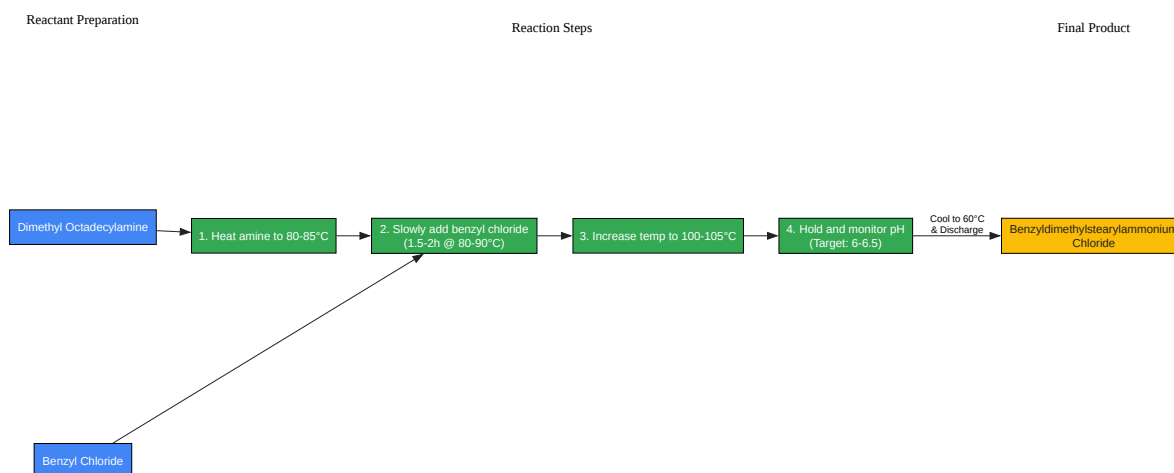 Reactant Preparation
Reaction Steps
Final Product
Dimethyl Octadecylamine
1. Heat amine to 80-85°C
2. Slowly add benzyl chloride
(1.5-2h @ 80-90°C)
3. Increase temp to 100-105°C
4. Hold and monitor pH
(Target: 6-6.5)
Cool to 60°C
& Discharge
Benzyldimethylstearylammonium
Chloride
Benzyl Chloride